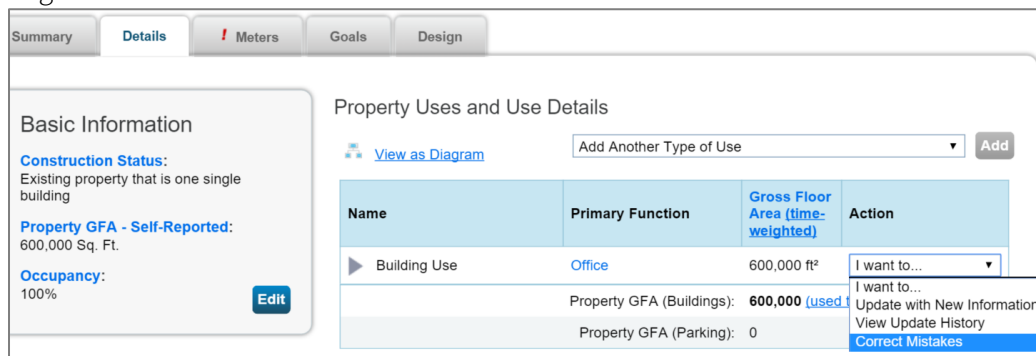 Summary
Details
! Meters
Goals
Design
Basic Information
Construction Status:
Existing property that is one single
building
Property GFA - Self-Reported:
600,000 Sq. Ft.
Occupancy:
100%
Edit
Property Uses and Use Details
View as Diagram
Add Another Type of Use
Add
Name
Primary Function
Gross Floor
Area (time-
weighted)
Action
Building Use
Office
600,000 ft²
I want to...
Property GFA (Buildings): 600,000 (used
Property GFA (Parking): 0
I want to...
Update with New Information
View Update History
Correct Mistakes